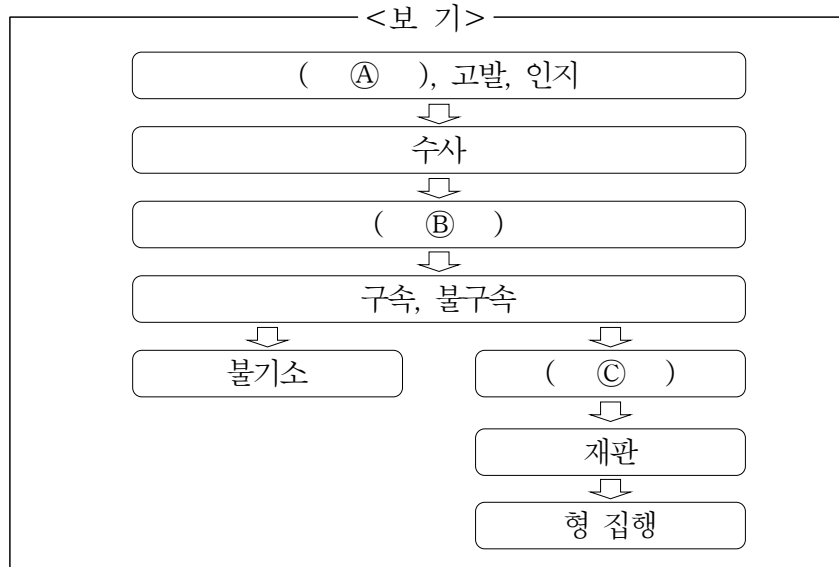 <보 기>
( Ⓐ ), 고발, 인지
수사
( Ⓑ )
구속, 불구속
불기소
( Ⓒ )
재판
형 집행